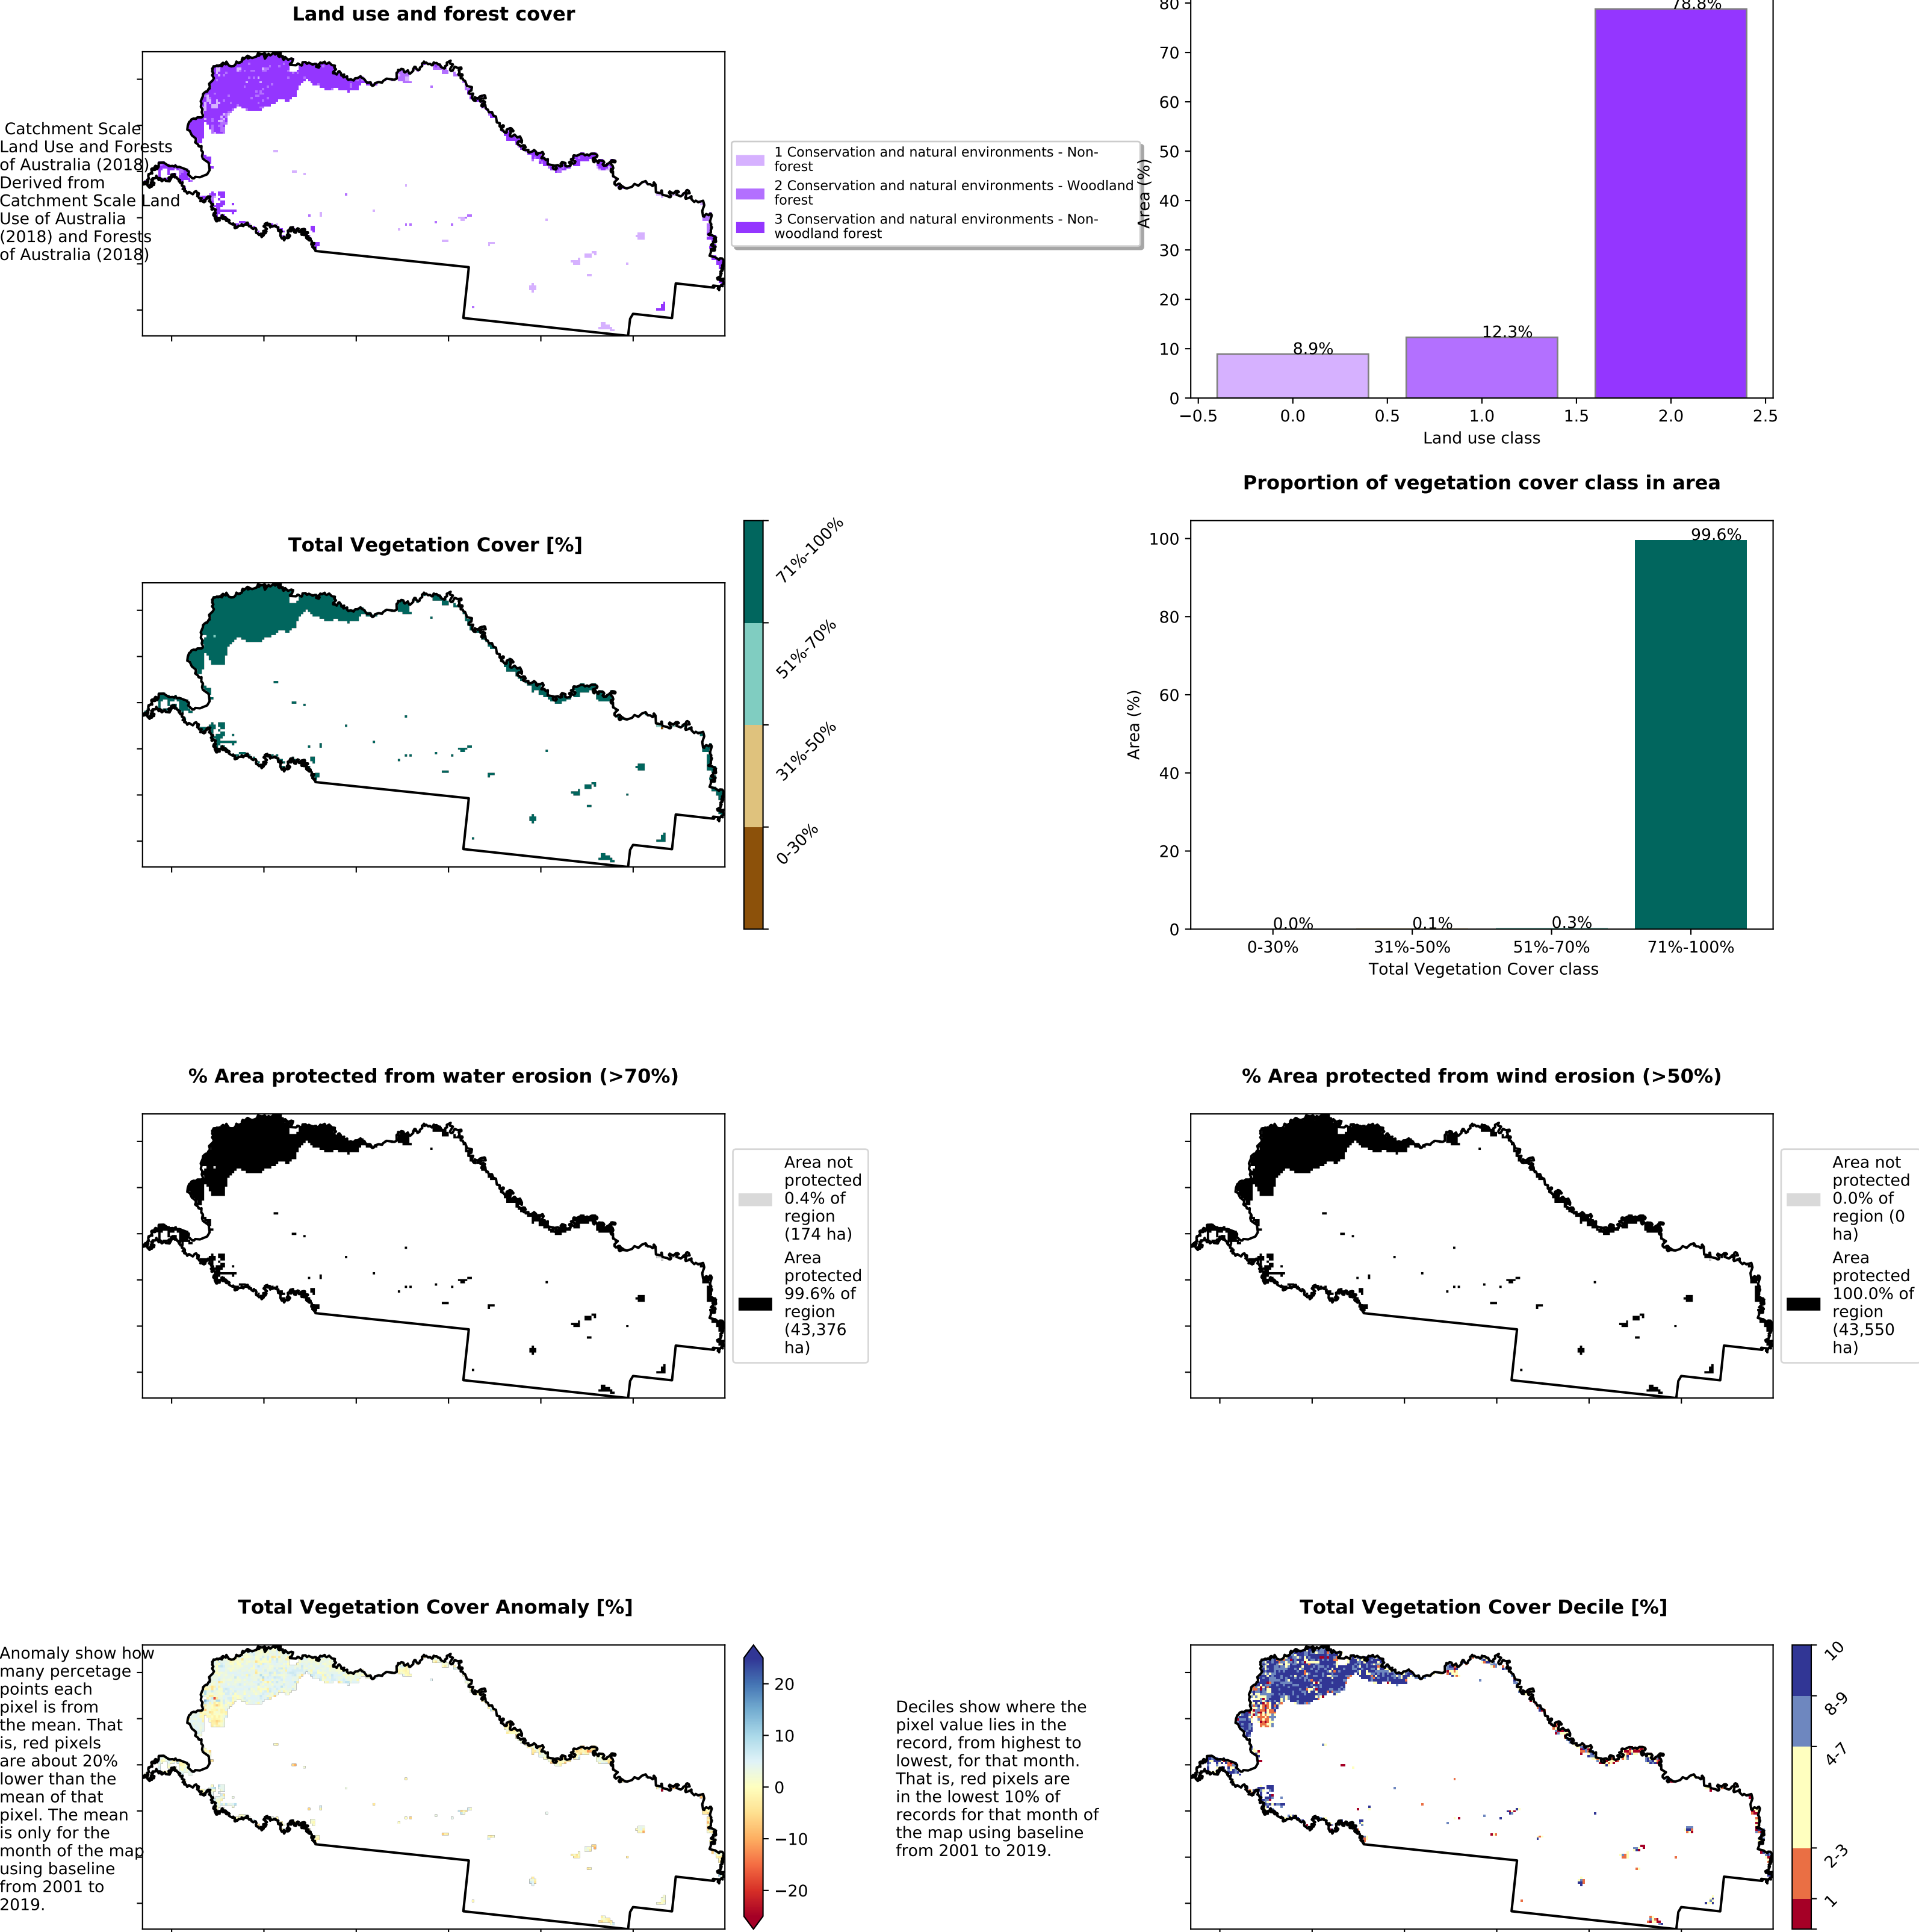 Land use and forest cover
Catchment Scale
Land Use and Forests
of Australia (2018)
Derived from
Catchment Scale Land
Use of Australia
(2018) and Forests
of Australia (2018)
1 Conservation and natural environments - Non-
forest
2 Conservation and natural environments - Woodland
forest
3 Conservation and natural environments - Non-
woodland forest
Area (%)
80
70
60
50
40
30
20
10
0
8.9%
12.3%
78.8%
−0.5
0.0
0.5
1.0
1.5
2.0
2.5
Land use class
Total Vegetation Cover [%]
71%-100%
51%-70%
31%-50%
0-30%
Proportion of vegetation cover class in area
Area (%)
100
80
60
40
20
0
0.0%
0.1%
0.3%
99.6%
0-30%
31%-50%
51%-70%
71%-100%
Total Vegetation Cover class
% Area protected from water erosion (>70%)
Area not
protected
0.4% of
region
(174 ha)
Area
protected
99.6% of
region
(43,376
ha)
% Area protected from wind erosion (>50%)
Area not
protected
0.0% of
region (0
ha)
Area
protected
100.0% of
region
(43,550
ha)
Total Vegetation Cover Anomaly [%]
Anomaly show how
many percetage
points each
pixel is from
the mean. That
is, red pixels
are about 20%
lower than the
mean of that
pixel. The mean
is only for the
month of the map
using baseline
from 2001 to
2019.
20
10
0
−10
−20
Total Vegetation Cover Decile [%]
Deciles show where the
pixel value lies in the
record, from highest to
lowest, for that month.
That is, red pixels are
in the lowest 10% of
records for that month of
the map using baseline
from 2001 to 2019.
10
8-9
4-7
2-3
1